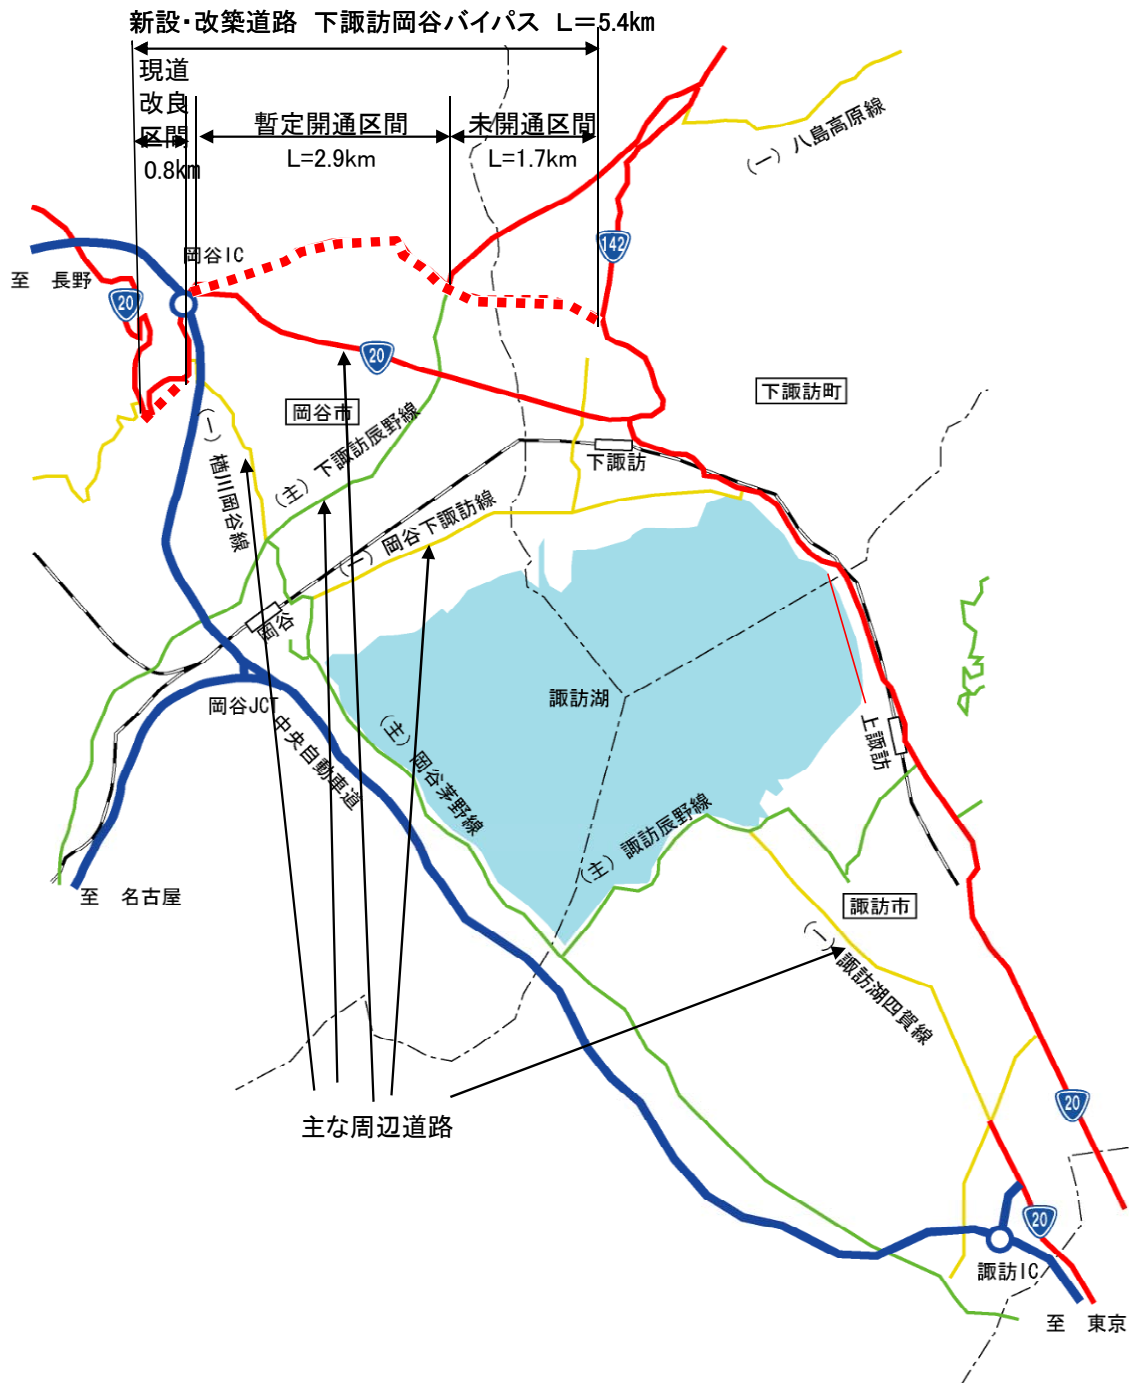 新設・改築道路 下諏訪岡谷バイパス L=5.4km
現道
改良
区間
0.8km
暫定開通区間
L=2.9km
未開通区間
L=1.7km
(一)八島高原線
142
岡谷IC
至 長野
20
20
岡谷市
下諏訪町
(一)楢川岡谷線
(主)下諏訪辰野線
下諏訪
(一)岡谷下諏訪線
岡谷
岡谷JCT
中央自動車道
諏訪湖
(主)岡谷茅野線
上諏訪
(主)諏訪辰野線
至 名古屋
諏訪市
(一)諏訪湖四賀線
主な周辺道路
20
20
諏訪IC
至 東京